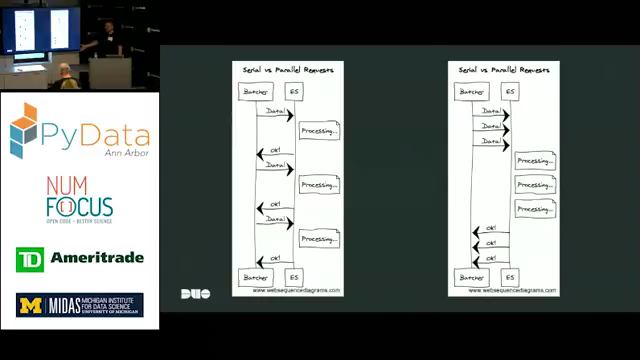 PyData
Ann Arbor
NUM
FOCUS
OPEN CODE = BETTER SCIENCE
TD Ameritrade
M MIDAS MICHIGAN INSTITUTE
FOR DATA SCIENCE
UNIVERSITY OF MICHIGAN
Serial vs Parallel Requests
Batcher ES
Data!
Processing...
ok!
Data!
Processing...
ok!
Data!
Processing...
ok!
Batcher ES
www.websequencediagrams.com
Serial vs Parallel Requests
Batcher ES
Data!
Data!
Data!
Processing...
Processing...
Processing...
ok!
ok!
ok!
Batcher ES
www.websequencediagrams.com
DUO